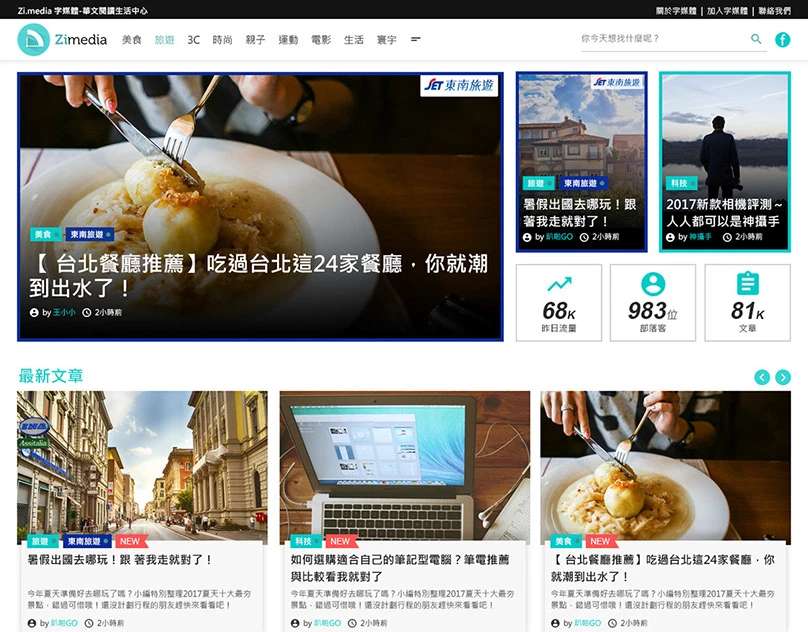 Zi.media 字媒體-華文閱讀生活中心
關於字媒體 | 加入字媒體 | 聯絡我們
Zimedia 美食 旅遊 3C 時尚 親子 運動 電影 生活 寰宇
你今天想找什麼呢？
JET東南旅遊
美食 東南旅遊
【 台北餐廳推薦】吃過台北這24家餐廳，你就潮
到出水了！
by 王小小 2小時前
JET東南旅遊
旅遊 東南旅遊
暑假出國去哪玩！跟
著我走就對了！
by 趴啦GO 2小時前
科技
2017新款相機評測～
人人都可以是神攝手
by 神攝手 2小時前
68K
昨日流量
983位
部落客
81K
文章
最新文章
Assitalia
旅遊 東南旅遊 NEW
暑假出國去哪玩！跟 著我走就對了！
今年夏天準備好去哪玩了嗎？小編特別整理2017夏天十大最夯
景點，錯過可惜哦！還沒計劃行程的朋友趕快來看看吧！
by 趴啦GO 2小時前
科技 NEW
如何選購適合自己的筆記型電腦？筆電推薦
與比較看我就對了
今年夏天準備好去哪玩了嗎？小編特別整理2017夏天十大最夯
景點，錯過可惜哦！還沒計劃行程的朋友趕快來看看吧！
by 趴啦GO 2小時前
美食 NEW
【 台北餐廳推薦】吃過台北這24家餐廳，你
就潮到出水了！
今年夏天準備好去哪玩了嗎？小編特別整理2017夏天十大最夯
景點，錯過可惜哦！還沒計劃行程的朋友趕快來看看吧！
by 趴啦GO 2小時前